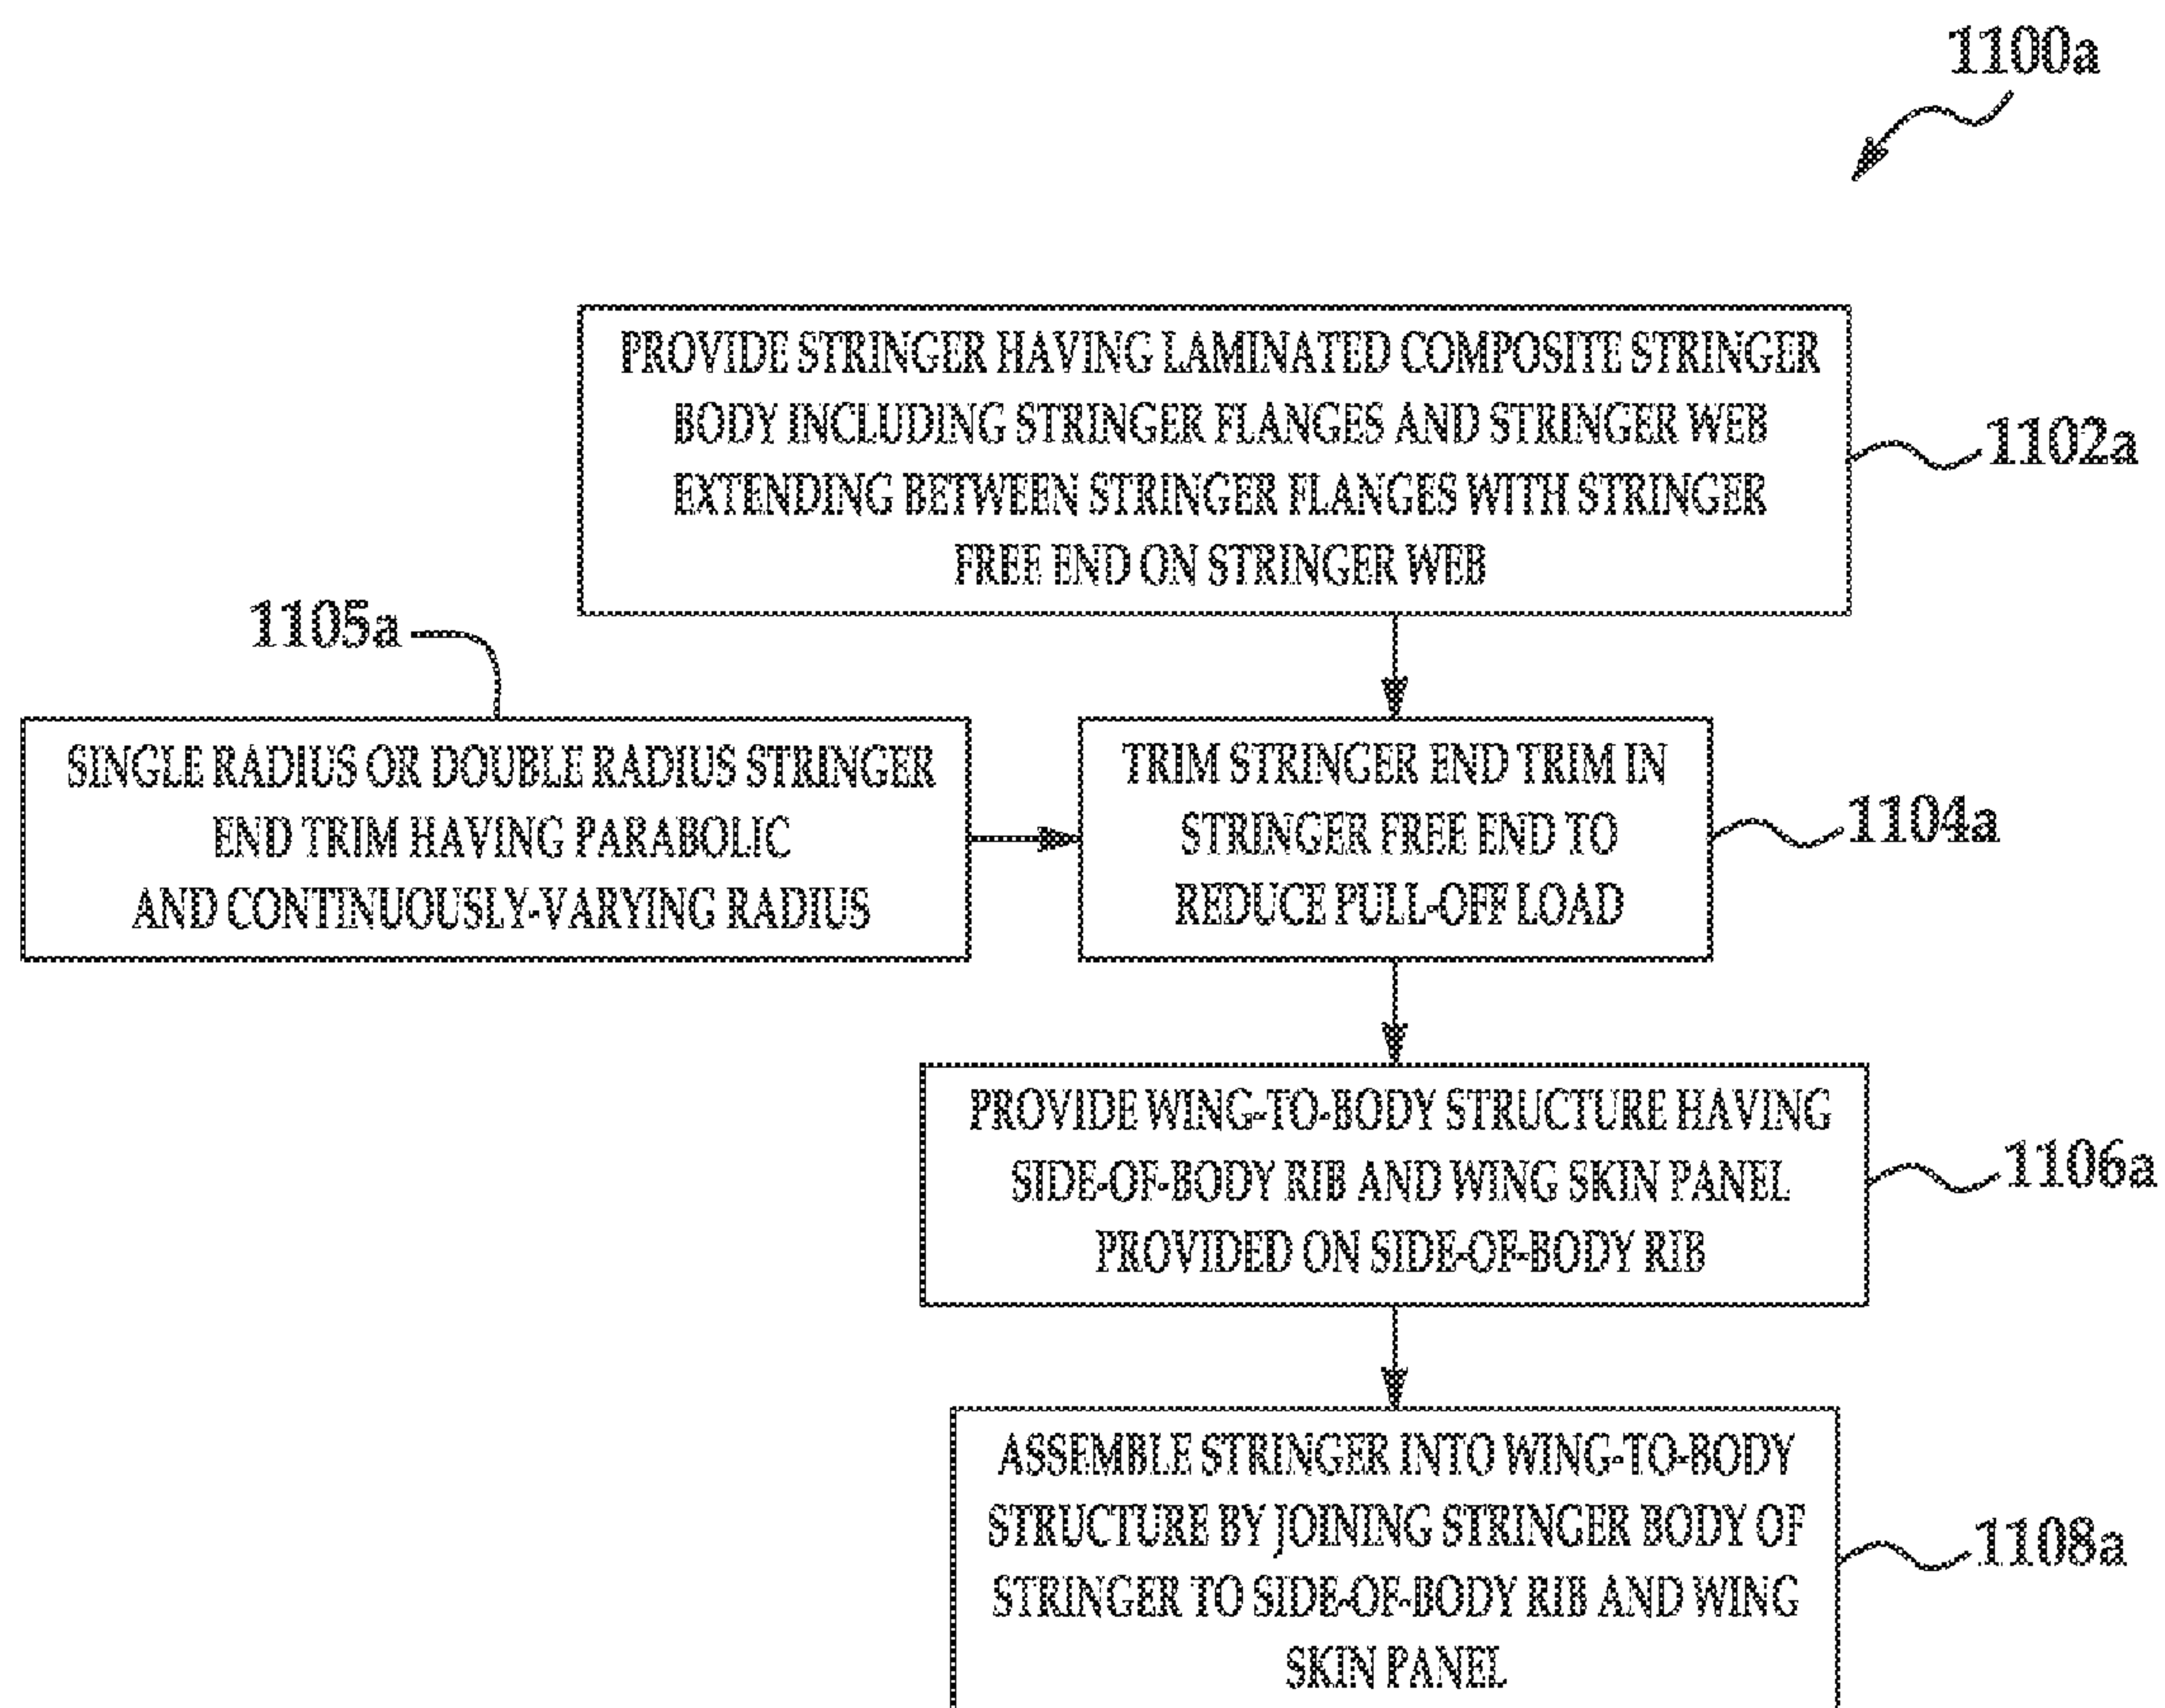 1100a
PROVIDE STRINGER HAVING LAMINATED COMPOSITE STRINGER
BODY INCLUDING STRINGER FLANGES AND STRINGER WEB
EXTENDING BETWEEN STRINGER FLANGES WITH STRINGER
FREE END ON STRINGER WEB
1102a
1105a
SINGLE RADIUS OR DOUBLE RADIUS STRINGER
END TRIM HAVING PARABOLIC
AND CONTINUOUSLY-VARYING RADIUS
TRIM STRINGER END TRIM IN
STRINGER FREE END TO
REDUCE PULL-OFF LOAD
1104a
PROVIDE WING-TO-BODY STRUCTURE HAVING
SIDE-OF-BODY RIB AND WING SKIN PANEL
PROVIDED ON SIDE-OF-BODY RIB
1106a
ASSEMBLE STRINGER INTO WING-TO-BODY
STRUCTURE BY JOINING STRINGER BODY OF
STRINGER TO SIDE-OF-BODY RIB AND WING
SKIN PANEL
1108a